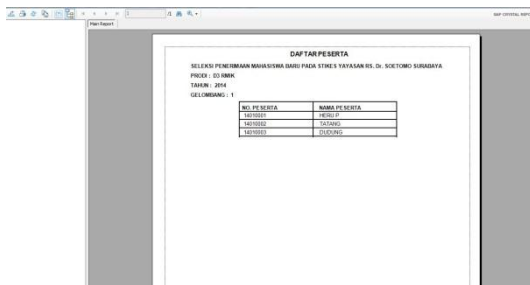 /1
SAP CRYSTAL REPO
Main Report
DAFTAR PESERTA
SELEKSI PENERIMAAN MAHASISWA BARU PADA STIKES YAYASAN RS. Dr. SOETOMO SURABAYA
PRODI : D3 RMIK
TAHUN : 2014
GELOMBANG : 1
NO. PESERTA NAMA PESERTA
14010001 HERU P.
14010002 TATANG
14010003 DUDUNG